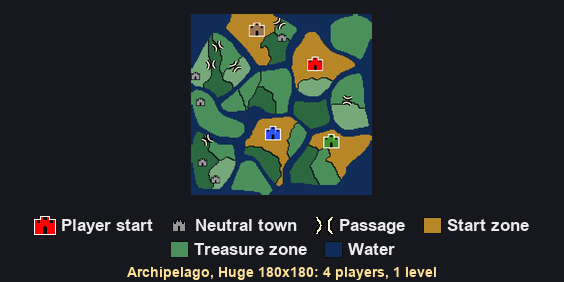 Player start Neutral town Passage Start zone
Treasure zone Water
Archipelago, Huge 180x180: 4 players, 1 level